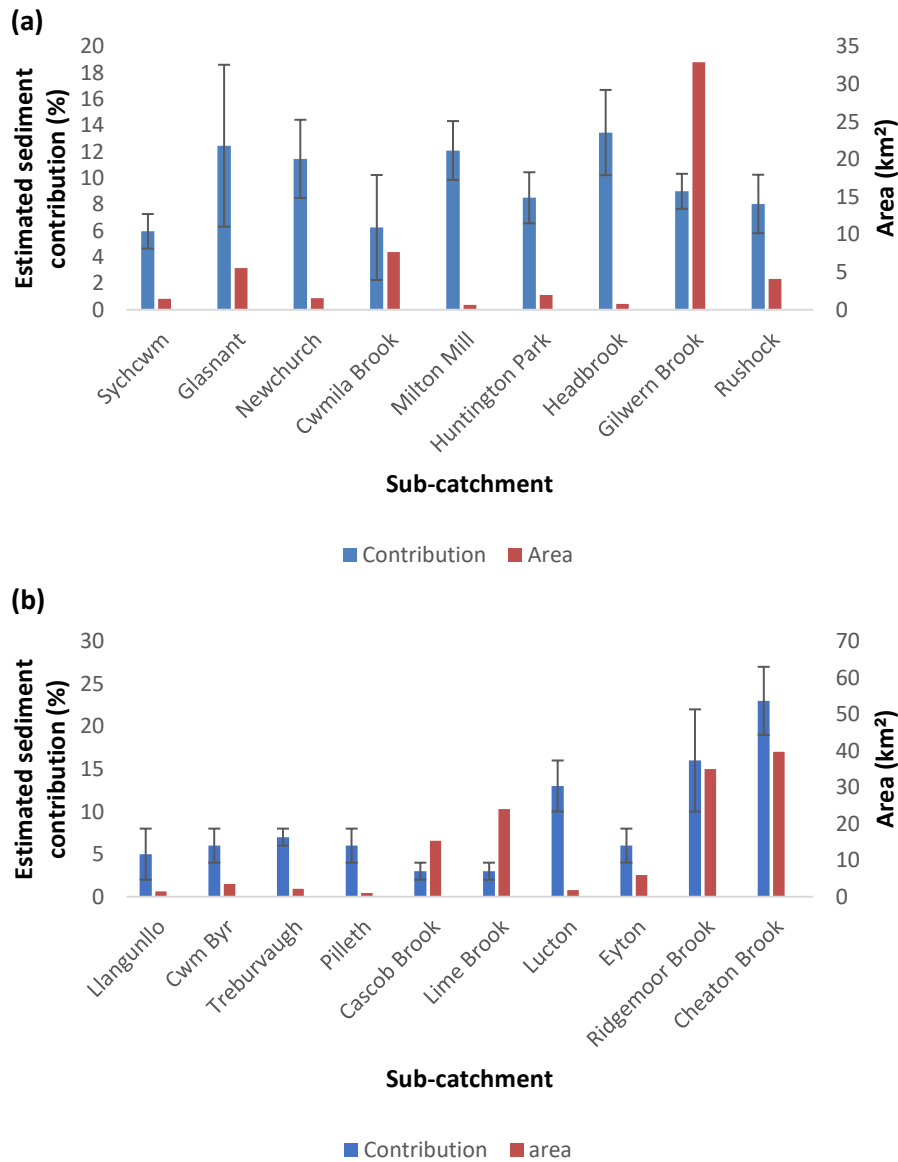 (a)
Estimated sediment
contribution (%)
20
18
16
14
12
10
8
6
4
2
0
35
30
25
20
15
10
5
0
Area (km²)
Sychcwm
Glasnant
Newchurch
Cwmila Brook
Milton Mill
Huntington Park
Headbrook
Gilwern Brook
Rushock
Sub-catchment
Contribution
Area
(b)
Estimated sediment
contribution (%)
30
25
20
15
10
5
0
70
60
50
40
30
20
10
0
Area (km²)
Llangunllo
Cwm Byr
Treburvaugh
Pilleth
Cascob Brook
Lime Brook
Lucton
Eyton
Ridgemoor Brook
Cheaton Brook
Sub-catchment
Contribution
area